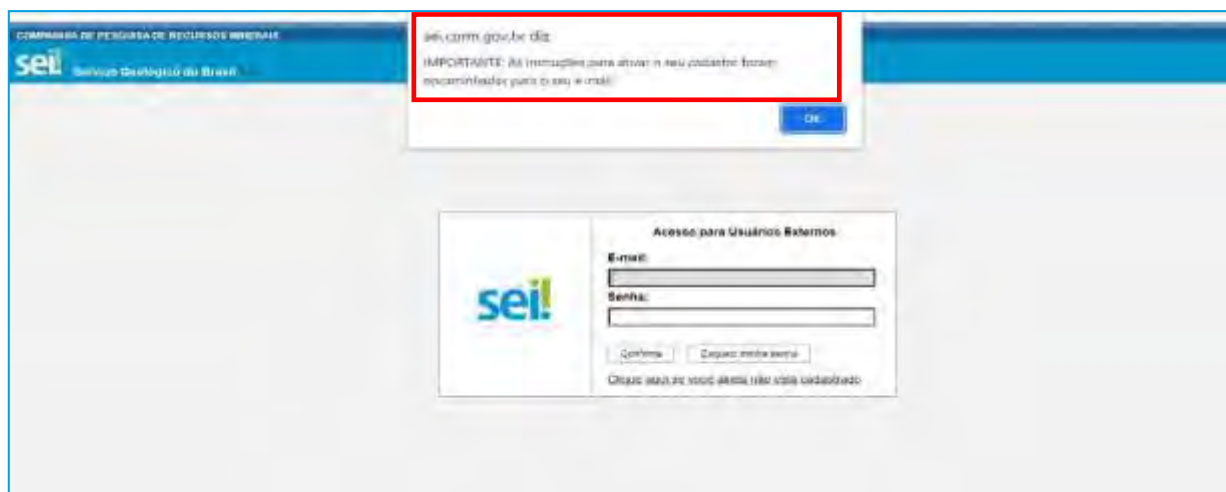 COMPANHIA DE PESQUISA DE RECURSOS MINERAIS
sei!
Serviço Geológico do Brasil
sei.cprm.gov.br diz
IMPORTANTE: As instruções para ativar o seu cadastro foram
encaminhadas para o seu e-mail.
OK
sei!
Acesso para Usuários Externos
E-mail:
Senha:
Confirma
Esqueci minha senha
Clique aqui se você ainda não está cadastrado